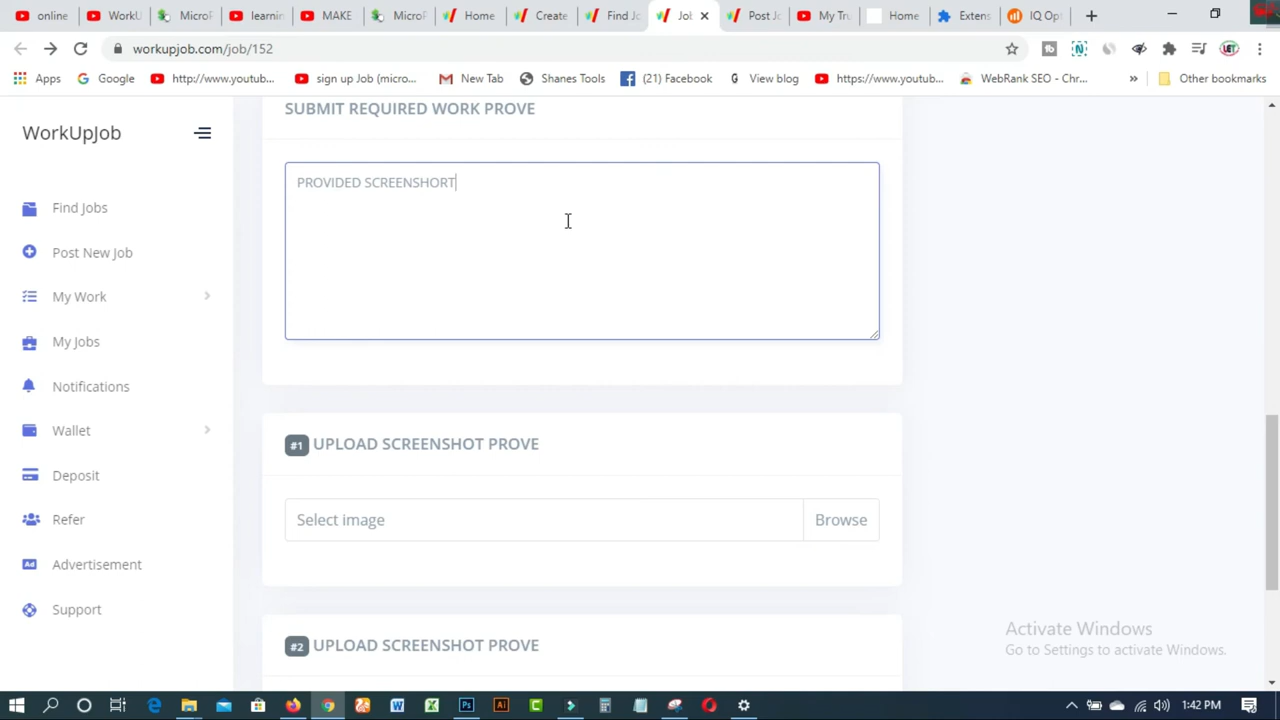 online
WorkU
MicroF
learnin
MAKE
MicroF
Home
Create
Find Jo
Job
Post Jo
My Tru
Home
Extens
IQ Opt
workupjob.com/job/152
Apps
Google
http://www.youtub...
sign up Job (micro...
New Tab
Shanes Tools
(21) Facebook
View blog
https://www.youtub...
WebRank SEO - Chr...
»
Other bookmarks
WorkUpJob
Find Jobs
Post New Job
My Work
My Jobs
Notifications
Wallet
Deposit
Refer
Advertisement
Support
SUBMIT REQUIRED WORK PROVE
PROVIDED SCREENSHORT
#1 UPLOAD SCREENSHOT PROVE
Select image
Browse
#2 UPLOAD SCREENSHOT PROVE
Activate Windows
Go to Settings to activate Windows.
1:42 PM